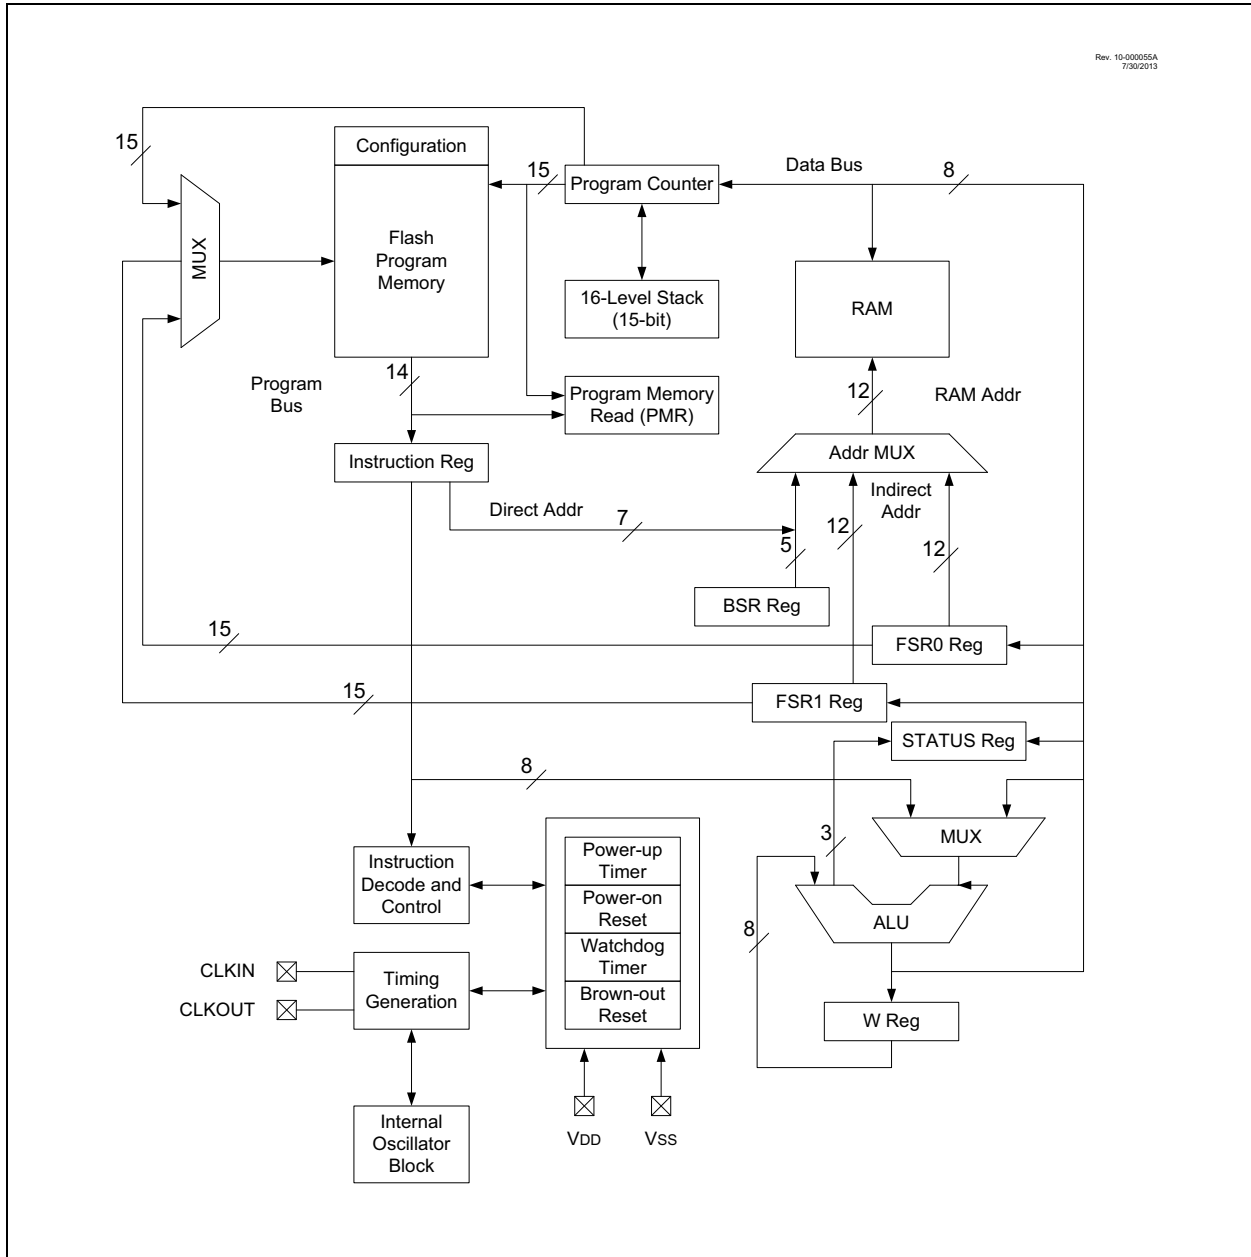 Rev. 10-000055A
7/30/2013
15
Configuration
15
Program Counter
Data Bus
8
MUX
Flash
Program
Memory
16-Level Stack
(15-bit)
RAM
14
Program
Bus
Program Memory
Read (PMR)
12
RAM Addr
Instruction Reg
Addr MUX
Indirect
Addr
Direct Addr
7
5
12
12
BSR Reg
15
FSR0 Reg
15
FSR1 Reg
STATUS Reg
8
3
MUX
Power-up
Timer
Instruction
Decode and
Control
Power-on
Reset
8
ALU
Watchdog
Timer
CLKIN
Timing
Generation
CLKOUT
Brown-out
Reset
W Reg
VDD
VSS
Internal
Oscillator
Block